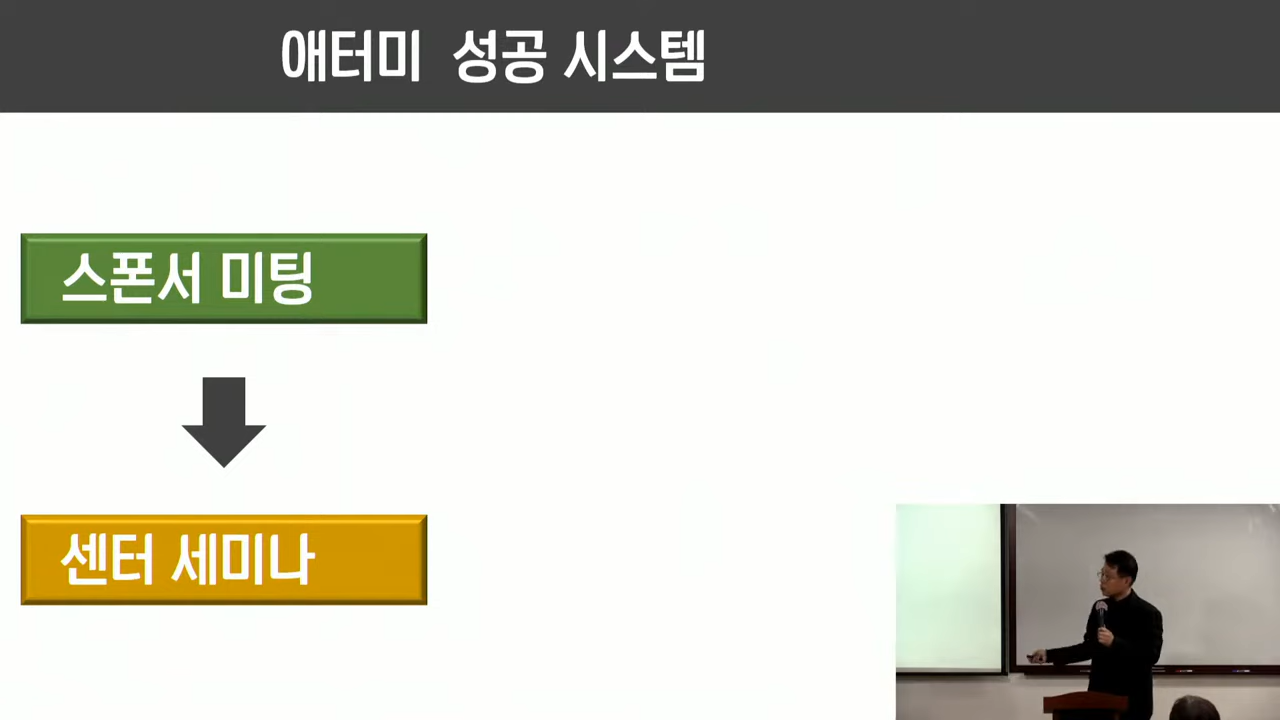 애터미 성공 시스템
스폰서 미팅
센터 세미나